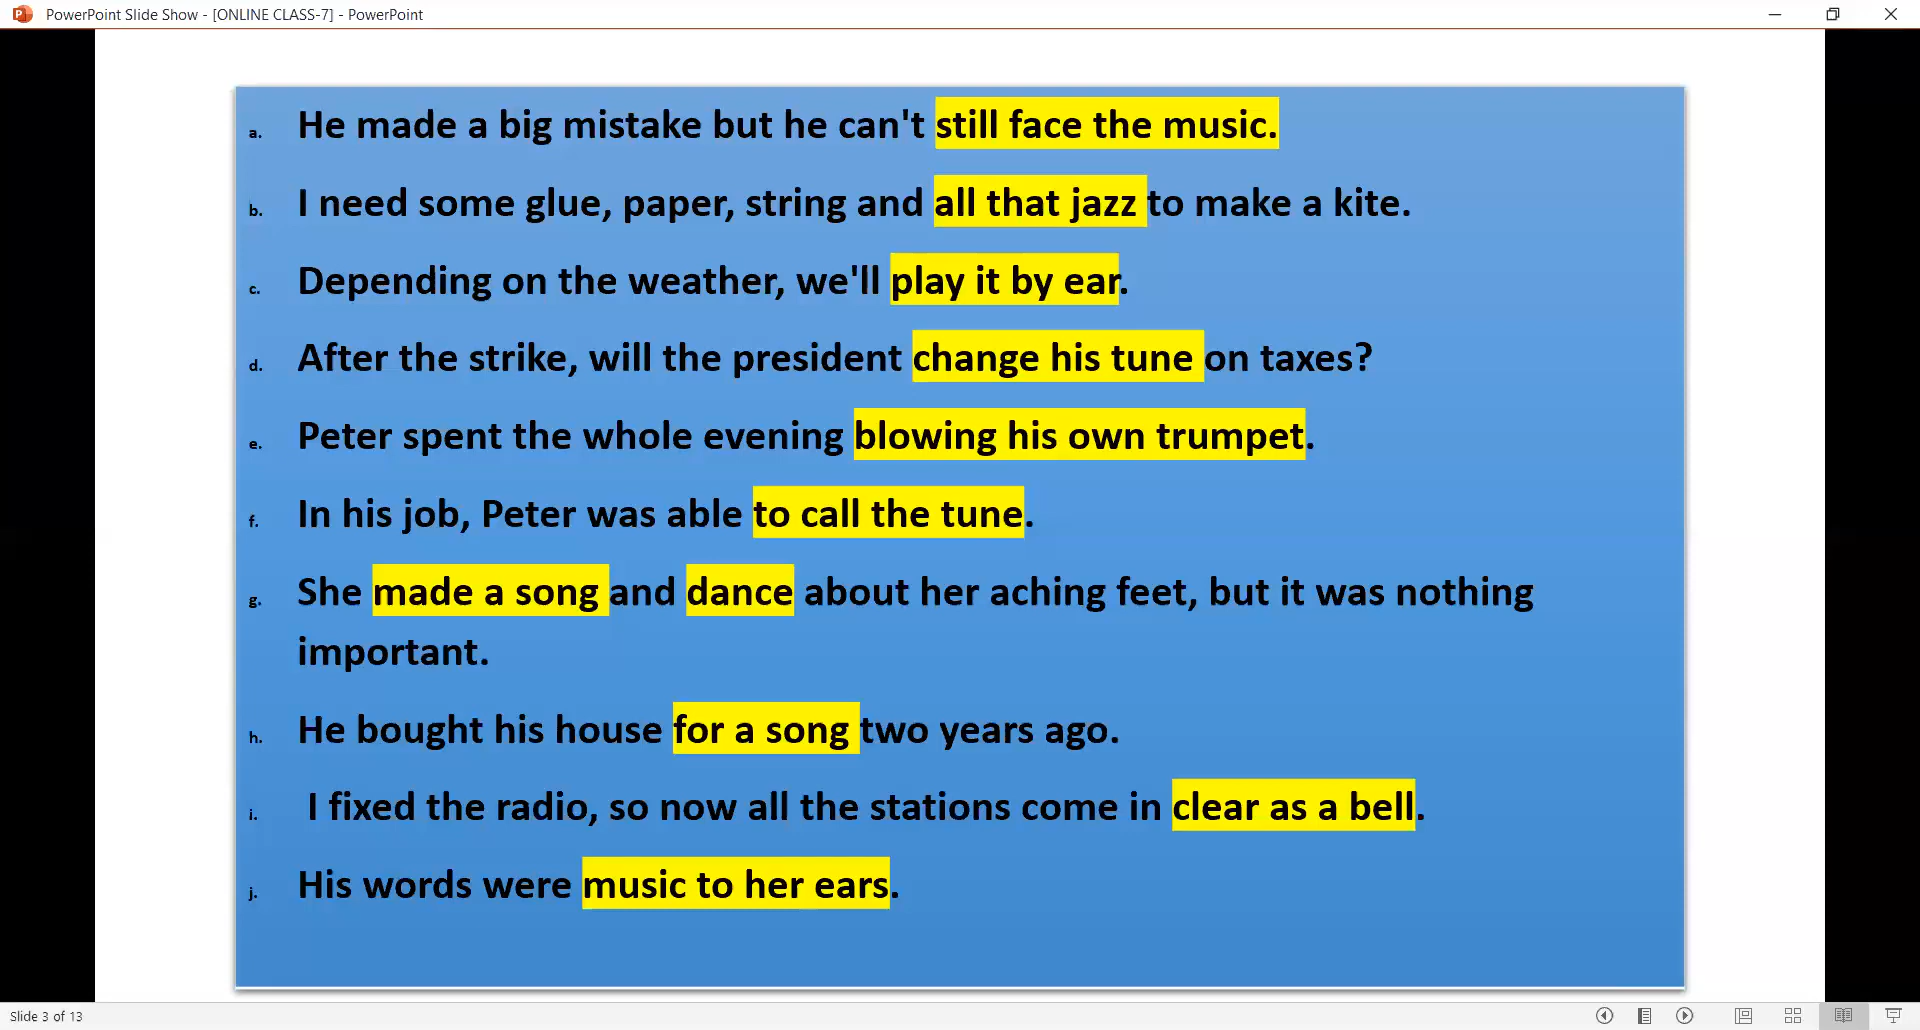 PowerPoint Slide Show - [ONLINE CLASS-7] - PowerPoint
a. He made a big mistake but he can't still face the music.
b. I need some glue, paper, string and all that jazz to make a kite.
c. Depending on the weather, we'll play it by ear.
d. After the strike, will the president change his tune on taxes?
e. Peter spent the whole evening blowing his own trumpet.
f. In his job, Peter was able to call the tune.
g. She made a song and dance about her aching feet, but it was nothing
important.
h. He bought his house for a song two years ago.
i. I fixed the radio, so now all the stations come in clear as a bell.
j. His words were music to her ears.
Slide 3 of 13